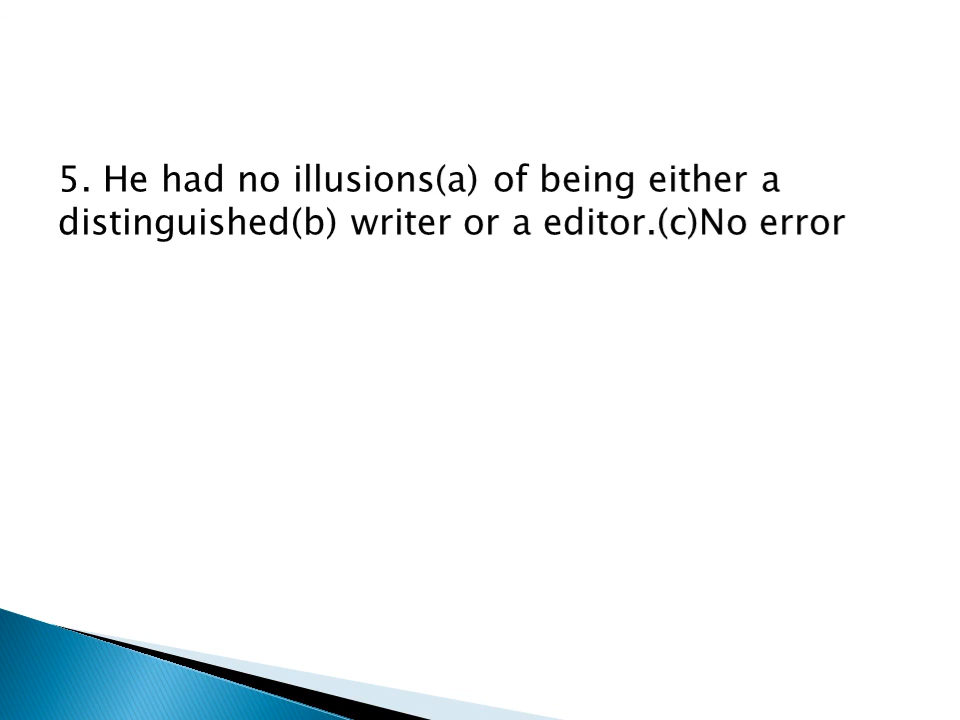 5. He had no illusions(a) of being either a
distinguished(b) writer or a editor.(c)No error